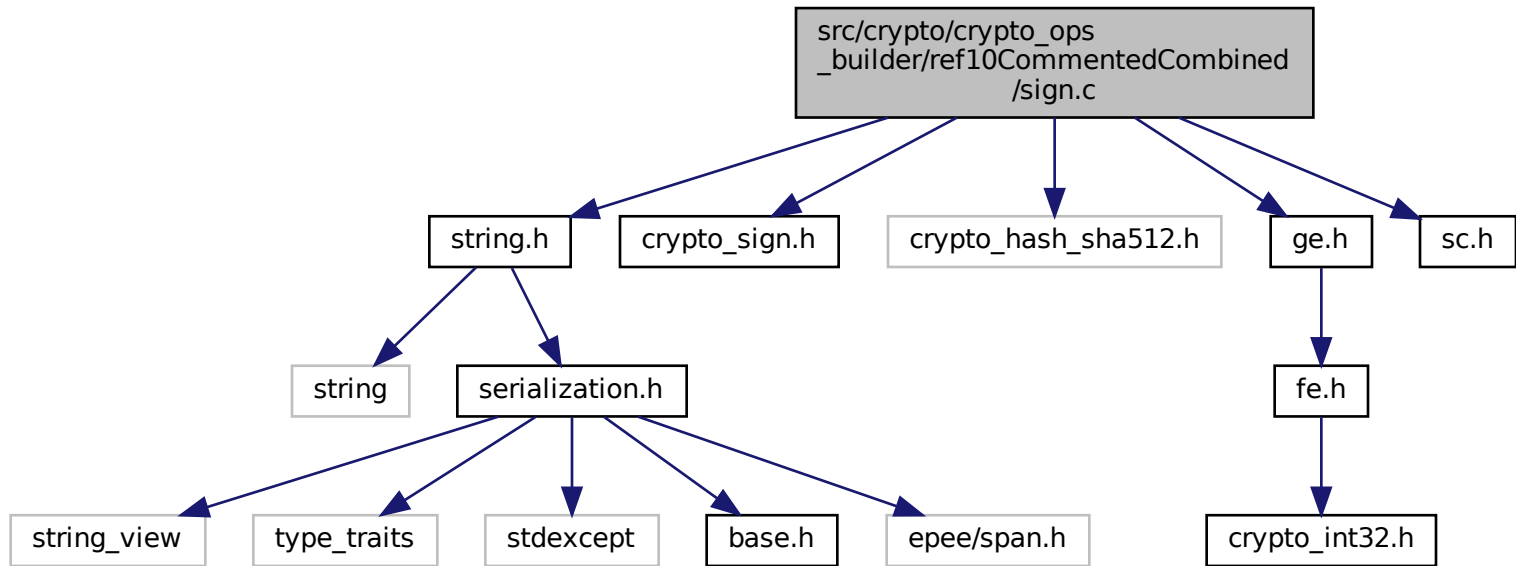 src/crypto/crypto_ops
_builder/ref10CommentedCombined
/sign.c
string.h
crypto_sign.h
crypto_hash_sha512.h
ge.h
sc.h
string
serialization.h
fe.h
string_view
type_traits
stdexcept
base.h
epee/span.h
crypto_int32.h